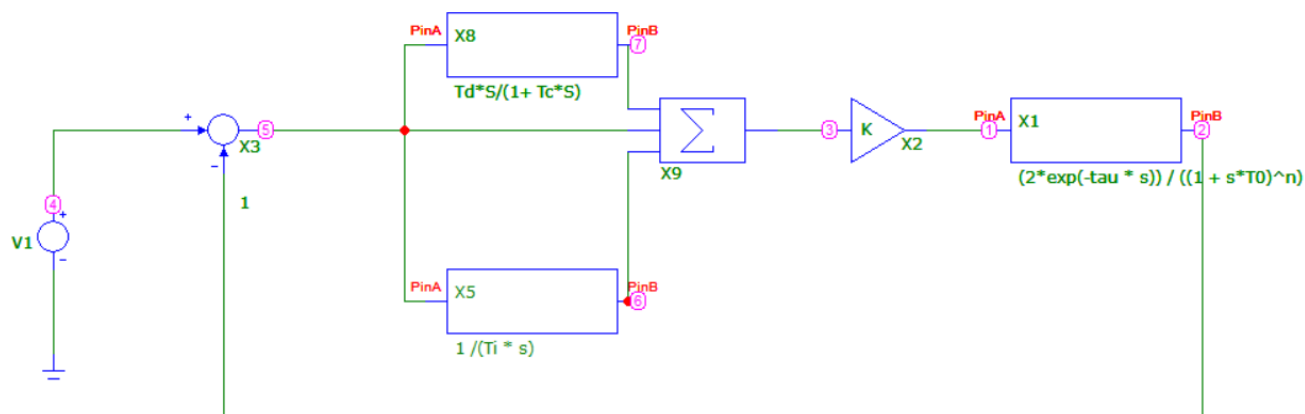 PinA X8 PinB
7
Td*S/(1+ Tc*S)
+
5
X3
-
1
Σ
X9
3
K
X2
PinA X1 PinB
1
2
(2*exp(-tau * s)) / ((1 + s*T0)^n)
4
+
V1
-
PinA X5 PinB
6
1 /(Ti * s)